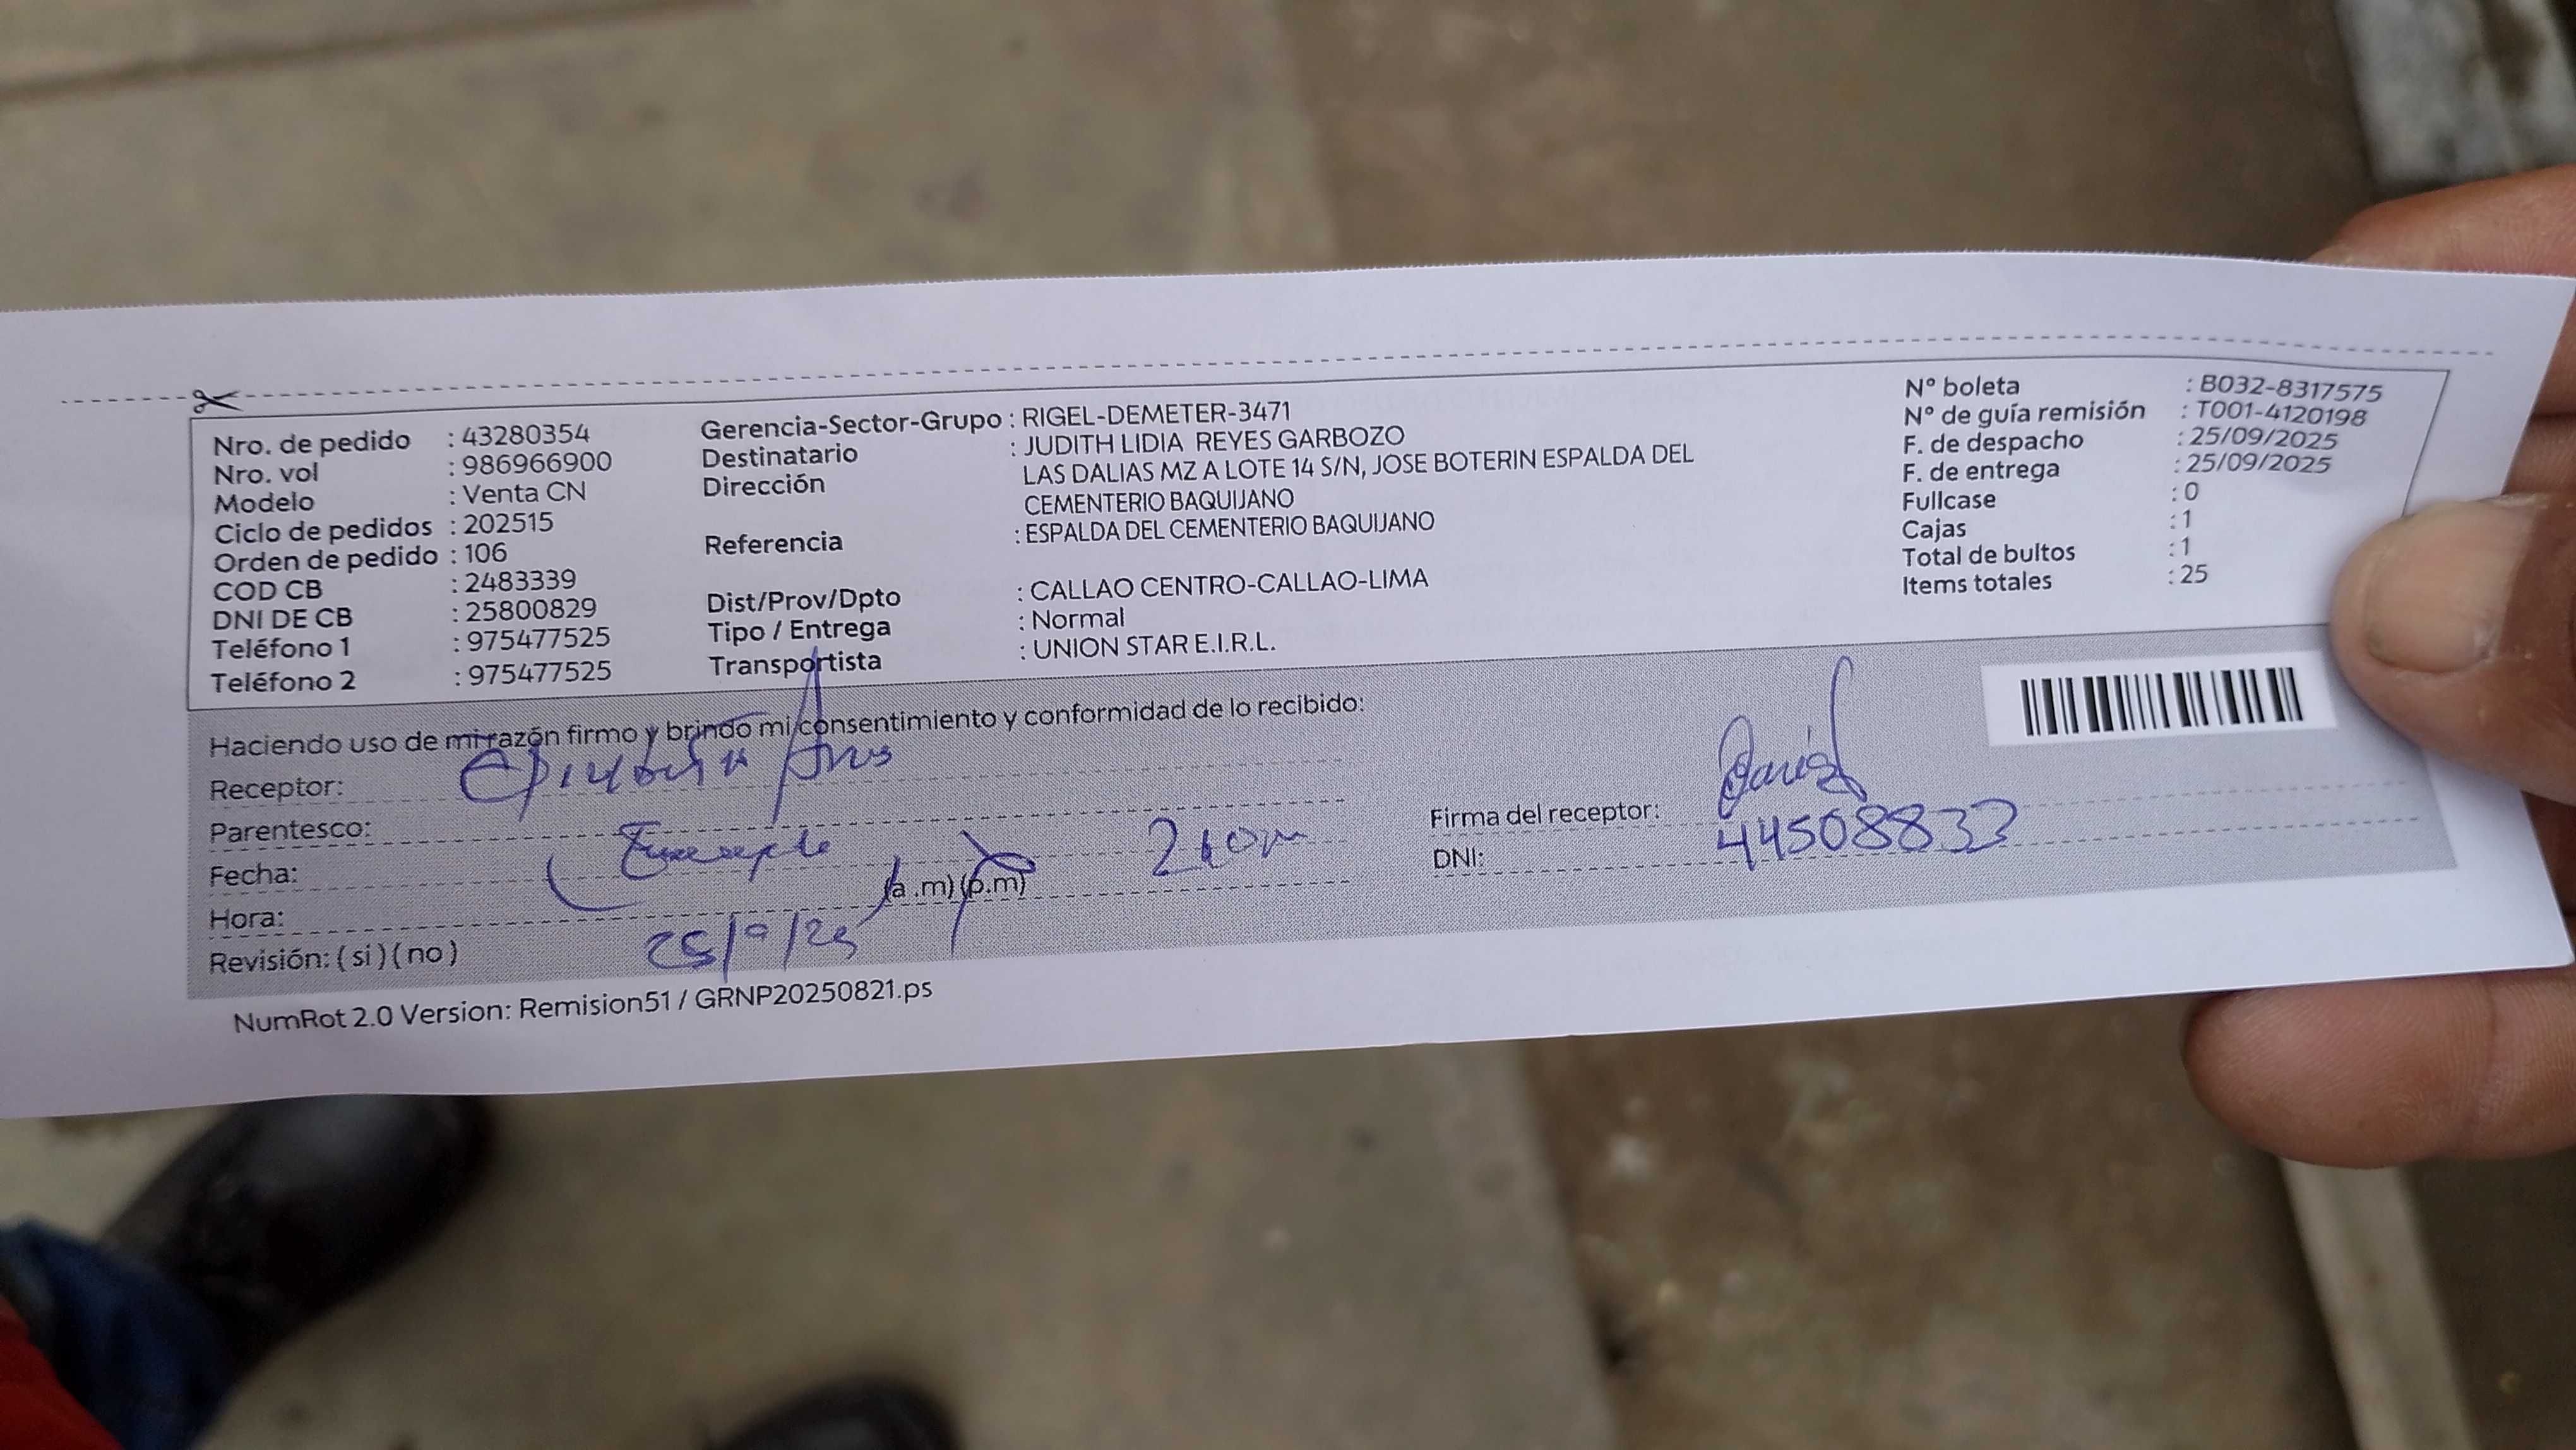 Nro. de pedido : 43280354
Nro. vol : 986966900
Modelo : Venta CN
Ciclo de pedidos : 202515
Orden de pedido : 106
COD CB : 2483339
DNI DE CB : 25800829
Teléfono 1 : 975477525
Teléfono 2 : 975477525
Gerencia-Sector-Grupo : RIGEL-DEMETER-3471
Destinatario : JUDITH LIDIA REYES GARBOZO
Dirección LAS DALIAS MZ A LOTE 14 S/N, JOSE BOTERIN ESPALDA DEL
CEMENTERIO BAQUIJANO
Referencia : ESPALDA DEL CEMENTERIO BAQUIJANO
Dist/Prov/Dpto : CALLAO CENTRO-CALLAO-LIMA
Tipo / Entrega : Normal
Transportista : UNION STAR E.I.R.L.
N° boleta : B032-8317575
N° de guía remisión : T001-4120198
F. de despacho : 25/09/2025
F. de entrega : 25/09/2025
Fullcase : 0
Cajas : 1
Total de bultos : 1
Items totales : 25
Haciendo uso de mi razón firmo y brindo mi consentimiento y conformidad de lo recibido:
Receptor:
Parentesco:
Fecha:
Hora: (a .m) (p.m)
Revisión: ( si ) ( no )
25/9/25
Firma del receptor:
DNI: 44508833
NumRot 2.0 Version: Remision51 / GRNP20250821.ps